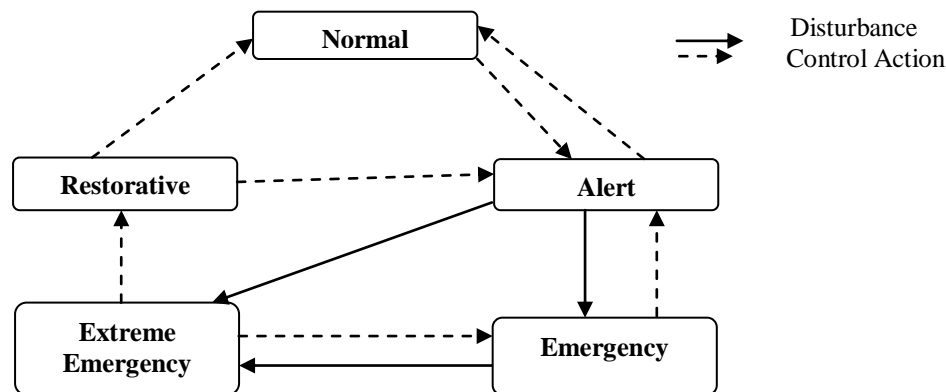 Normal
Disturbance
Control Action
Restorative
Alert
Extreme
Emergency
Emergency